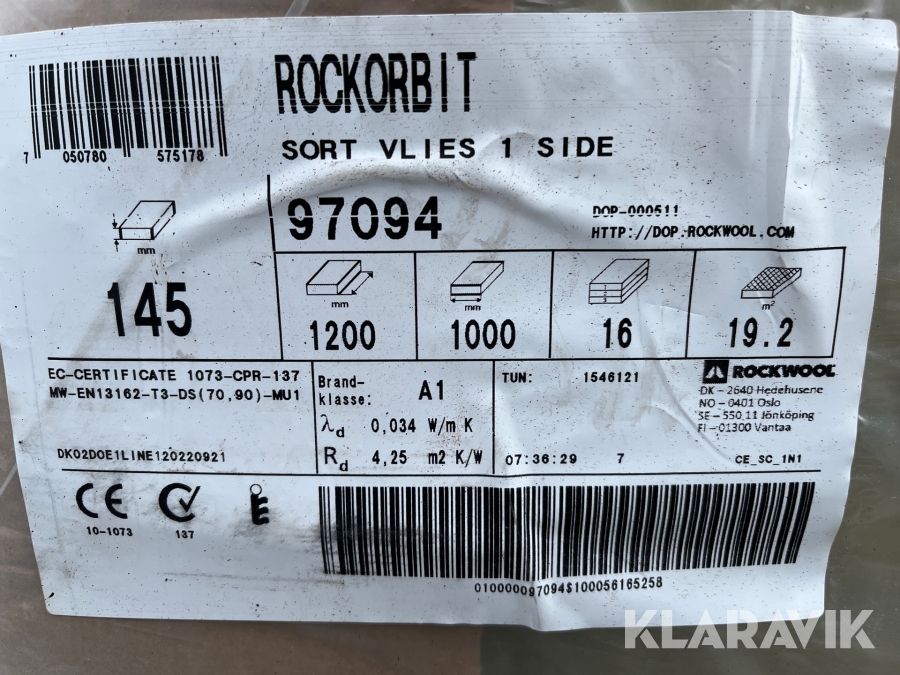 ROCKORBIT
SORT VLIES 1 SIDE
7 050780 575178
97094
DOP-000511
HTTP://DOP.ROCKWOOL.COM
mm
145
mm
1200
mm
1000
16
m²
19.2
EC-CERTIFICATE 1073-CPR-137
MW-EN13162-T3-DS(70,90)-MU1
DK02DOE1LINE120220921
Brand-
klasse: A1
λd 0,034 W/m K
Rd 4,25 m2 K/W
TUN: 1546121
07:36:29 7
ROCKWOOL
DK - 2640 Hedehusene
NO - 0401 Oslo
SE - 550 11 Jönköping
FI - 01300 Vantaa
CE_SC_1N1
CE
10-1073
137
010000097094$100056165258
KLARAVIK